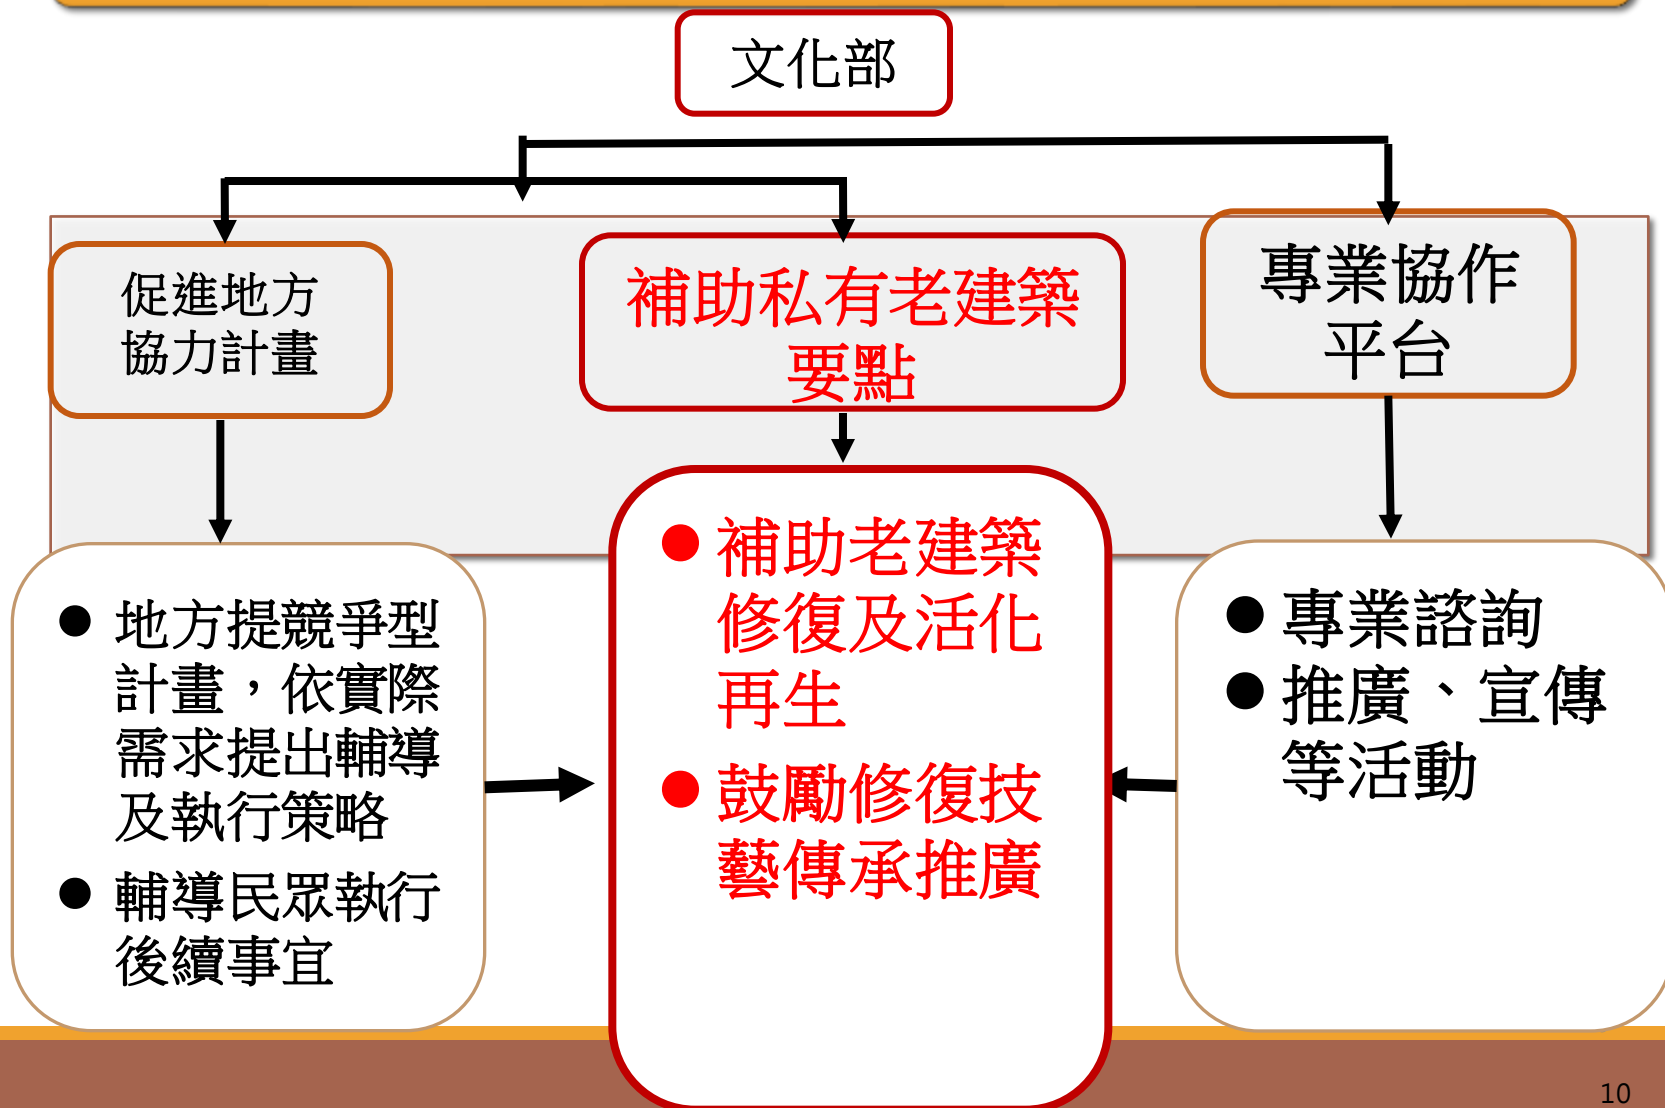 文化部
促進地方
協力計畫
補助私有老建築
要點
專業協作
平台
● 地方提競爭型
計畫，依實際
需求提出輔導
及執行策略
● 輔導民眾執行
後續事宜
● 補助老建築
修復及活化
再生
● 鼓勵修復技
藝傳承推廣
● 專業諮詢
● 推廣、宣傳
等活動
10